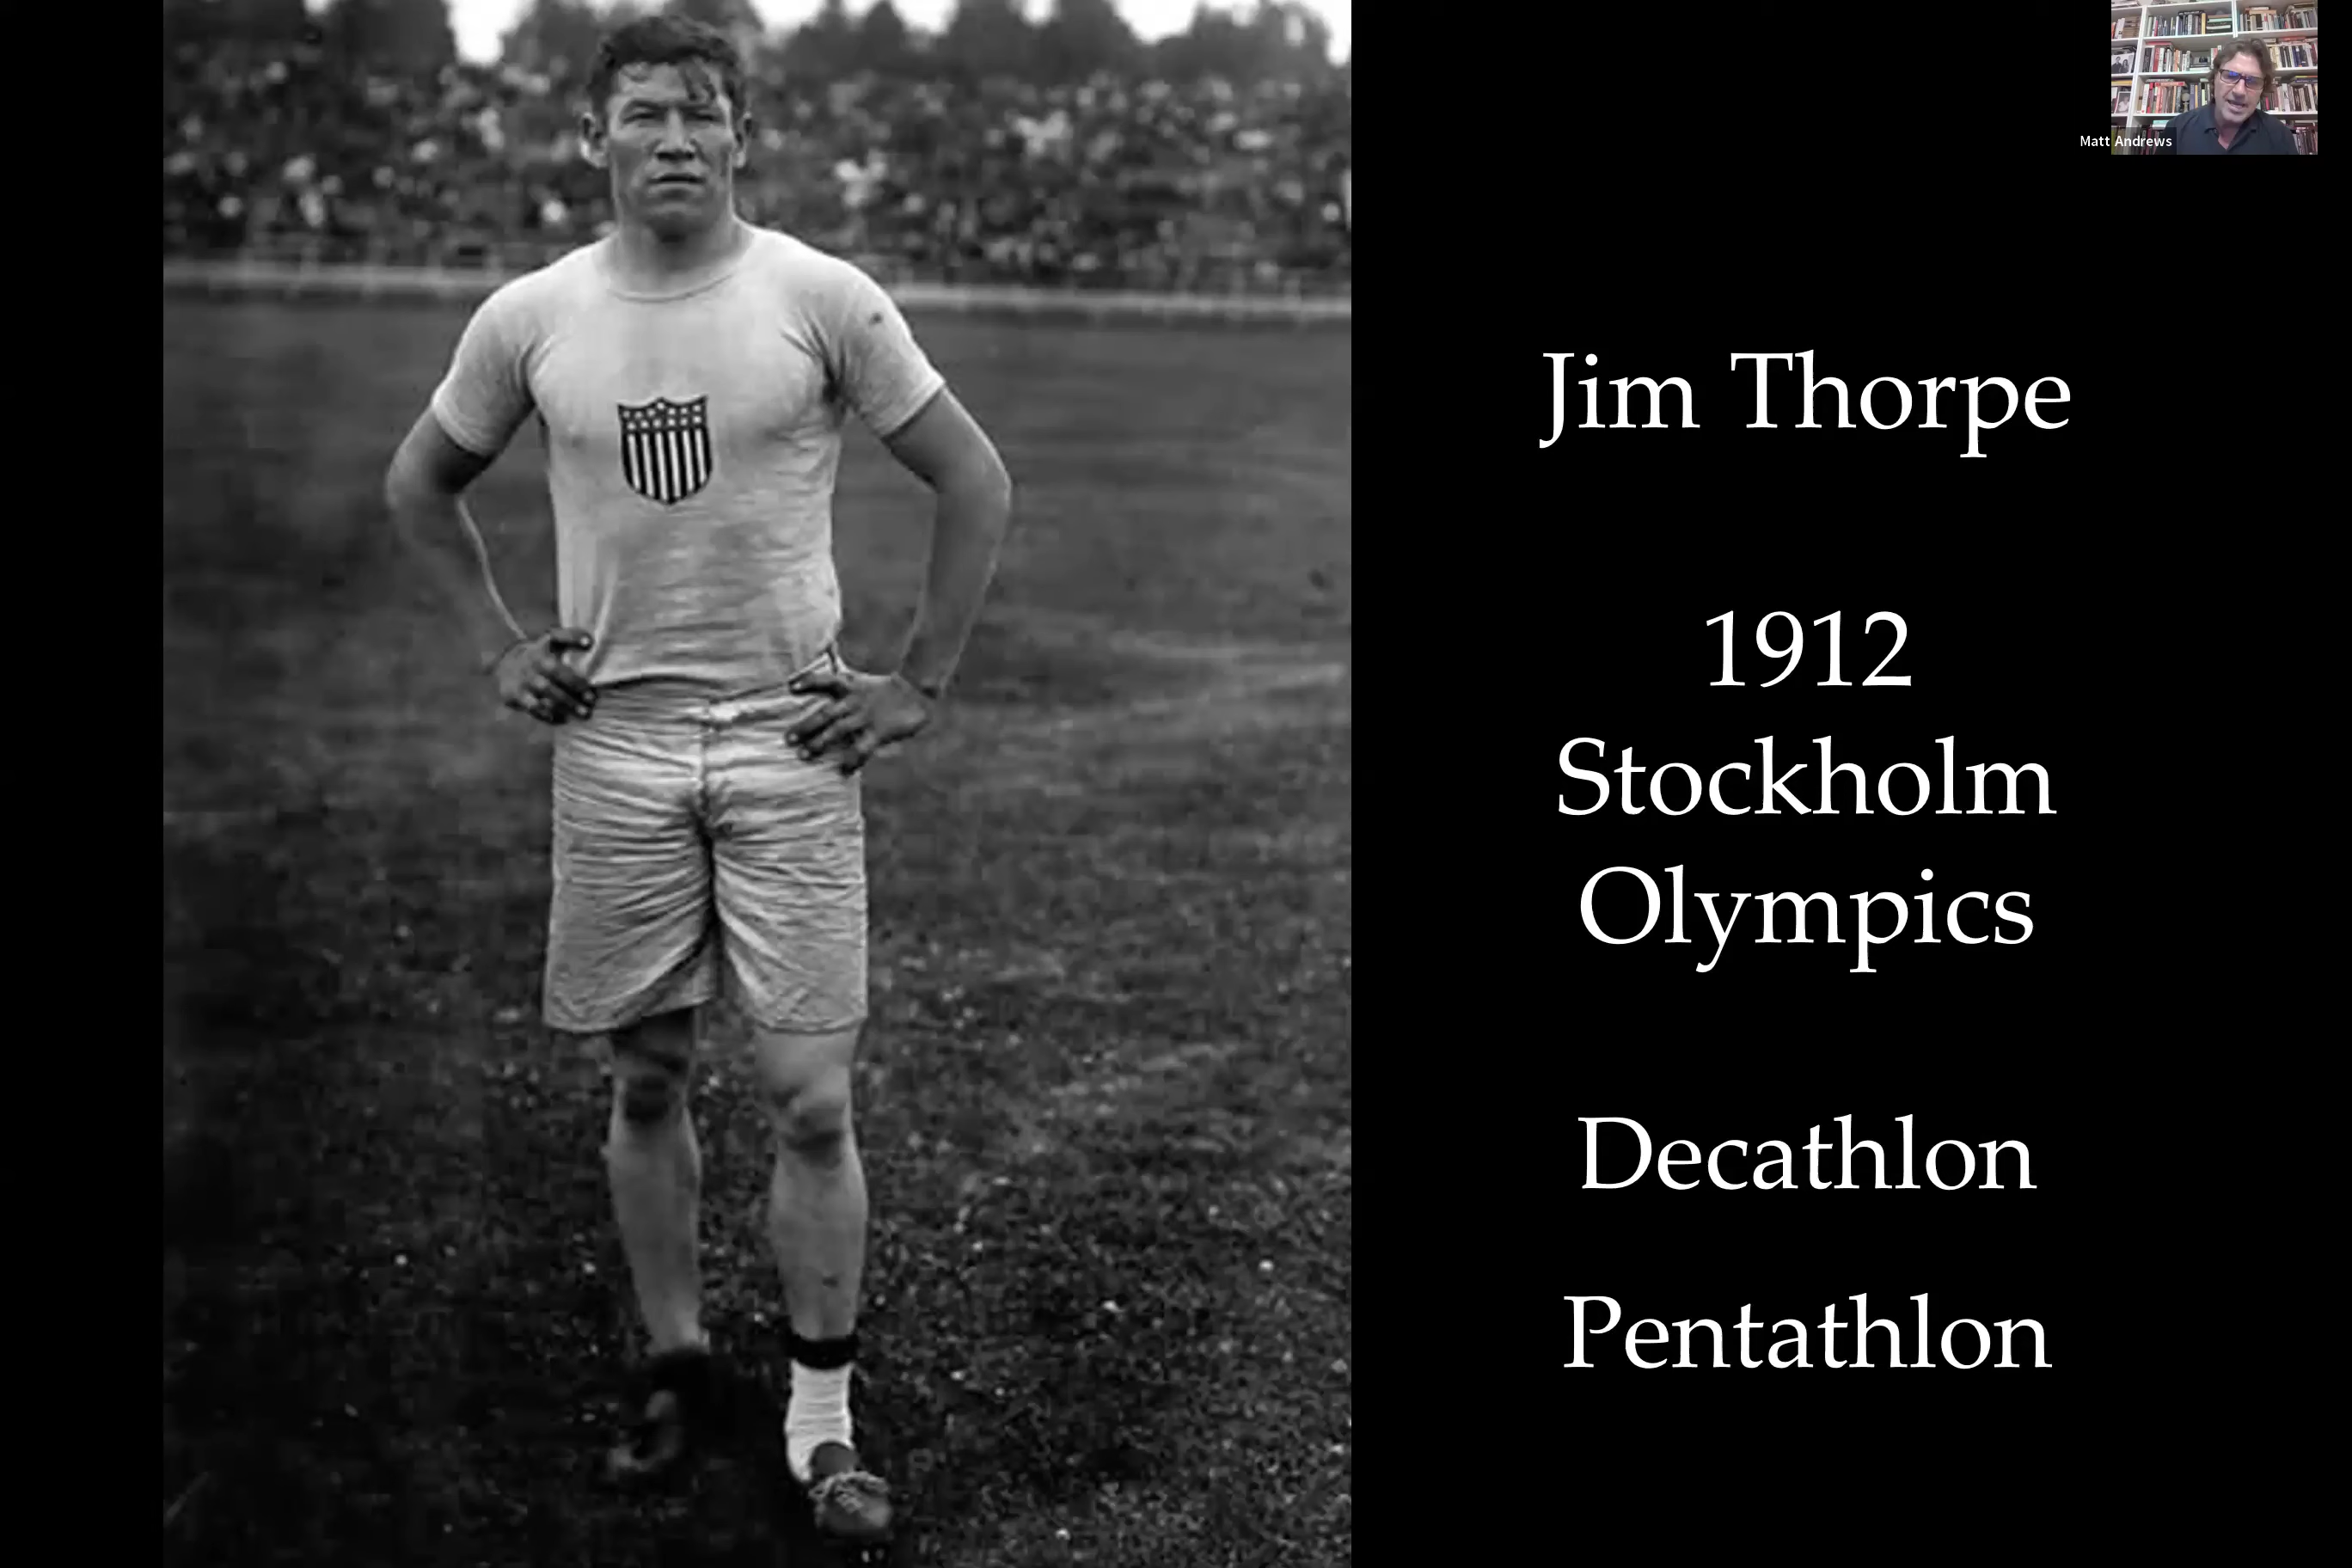 Matt Andrews
Jim Thorpe
1912
Stockholm
Olympics
Decathlon
Pentathlon